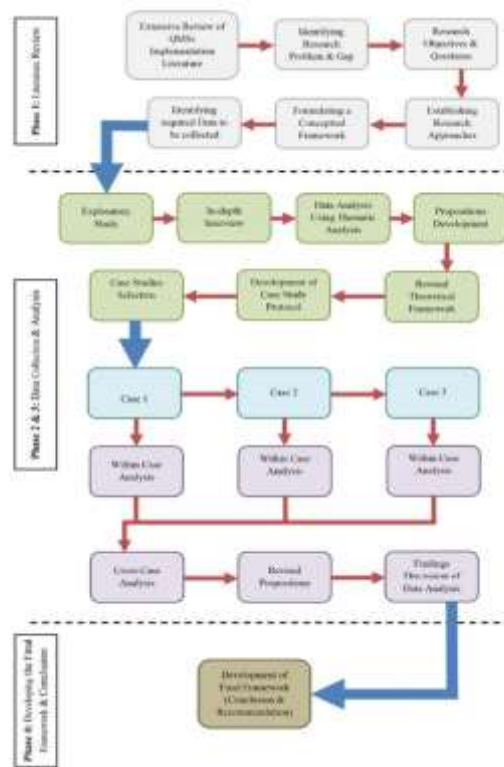 Phase 1: Literature Review
Extensive Review of
QMSs
Implementation
Literature
Identifying
Research
Problem & Gap
Research
Objectives &
Questions
Identifying
required Data to
be collected
Formulating a
Conceptual
Framework
Establishing
Research
Approaches
Phase 2 & 3: Data Collection & Analysis
Exploratory
Study
In-depth
Interview
Data Analysis
Using Thematic
Analysis
Propositions
Development
Case Studies
Selection
Development of
Case Study
Protocol
Revised
Theoretical
Framework
Case 1
Case 2
Case 3
Within-Case
Analysis
Within-Case
Analysis
Within-Case
Analysis
Cross-Case
Analysis
Revised
Propositions
Findings
Discussion of
Data Analysis
Phase 4: Developing the Final
Framework & Conclusion
Development of
Final Framework
(Conclusion &
Recommendation)